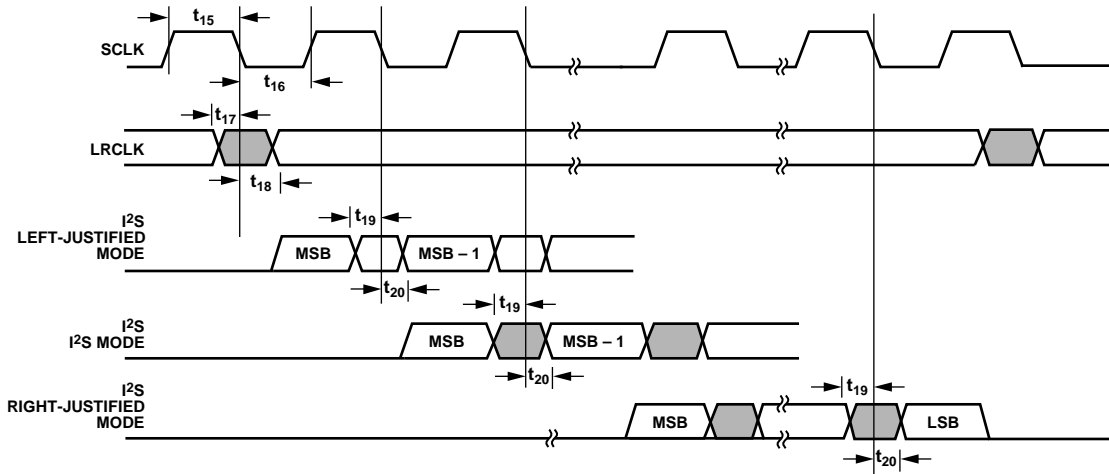 t15
SCLK
t16
t17
LRCLK
t18
I2S
LEFT-JUSTIFIED
MODE
t19
MSB
MSB – 1
t20
t19
I2S
I2S MODE
MSB
MSB – 1
t20
I2S
RIGHT-JUSTIFIED
MODE
t19
MSB
LSB
t20